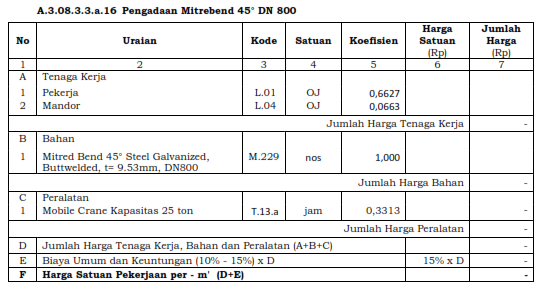 A.3.08.3.3.a.16 Pengadaan Mitrebend 45° DN 800
No Uraian Kode Satuan Koefisien Harga Satuan (Rp) Jumlah Harga (Rp)
1 2 3 4 5 6 7
A Tenaga Kerja
1 Pekerja L.01 OJ 0,6627
2 Mandor L.04 OJ 0,0663
Jumlah Harga Tenaga Kerja -
B Bahan
1 Mitred Bend 45° Steel Galvanized, Buttwelded, t= 9.53mm, DN800 M.229 nos 1,000 -
Jumlah Harga Bahan -
C Peralatan
1 Mobile Crane Kapasitas 25 ton T.13.a jam 0,3313 -
Jumlah Harga Peralatan -
D Jumlah Harga Tenaga Kerja, Bahan dan Peralatan (A+B+C) -
E Biaya Umum dan Keuntungan (10% - 15%) x D 15% x D -
F Harga Satuan Pekerjaan per - m' (D+E) -